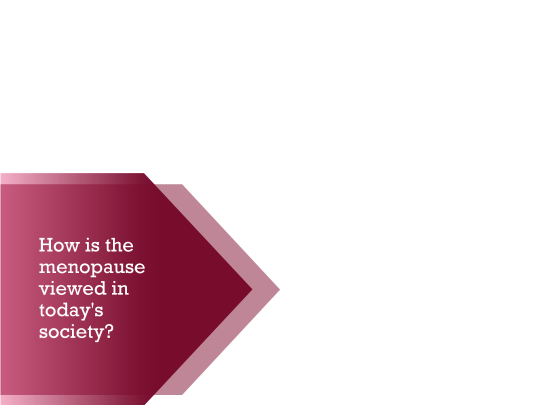 How is the
menopause
viewed in
today's
society?